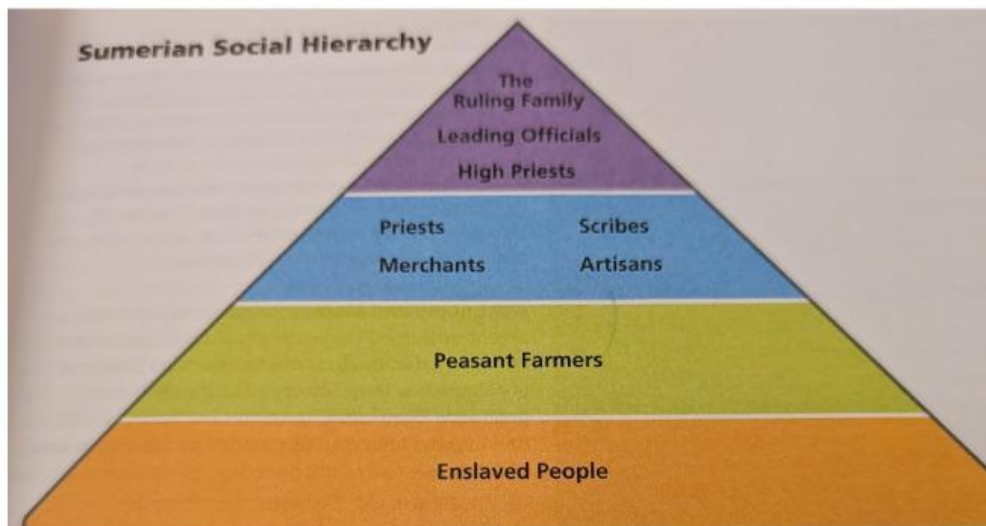 Sumerian Social Hierarchy
The
Ruling Family
Leading Officials
High Priests
Priests Scribes
Merchants Artisans
Peasant Farmers
Enslaved People